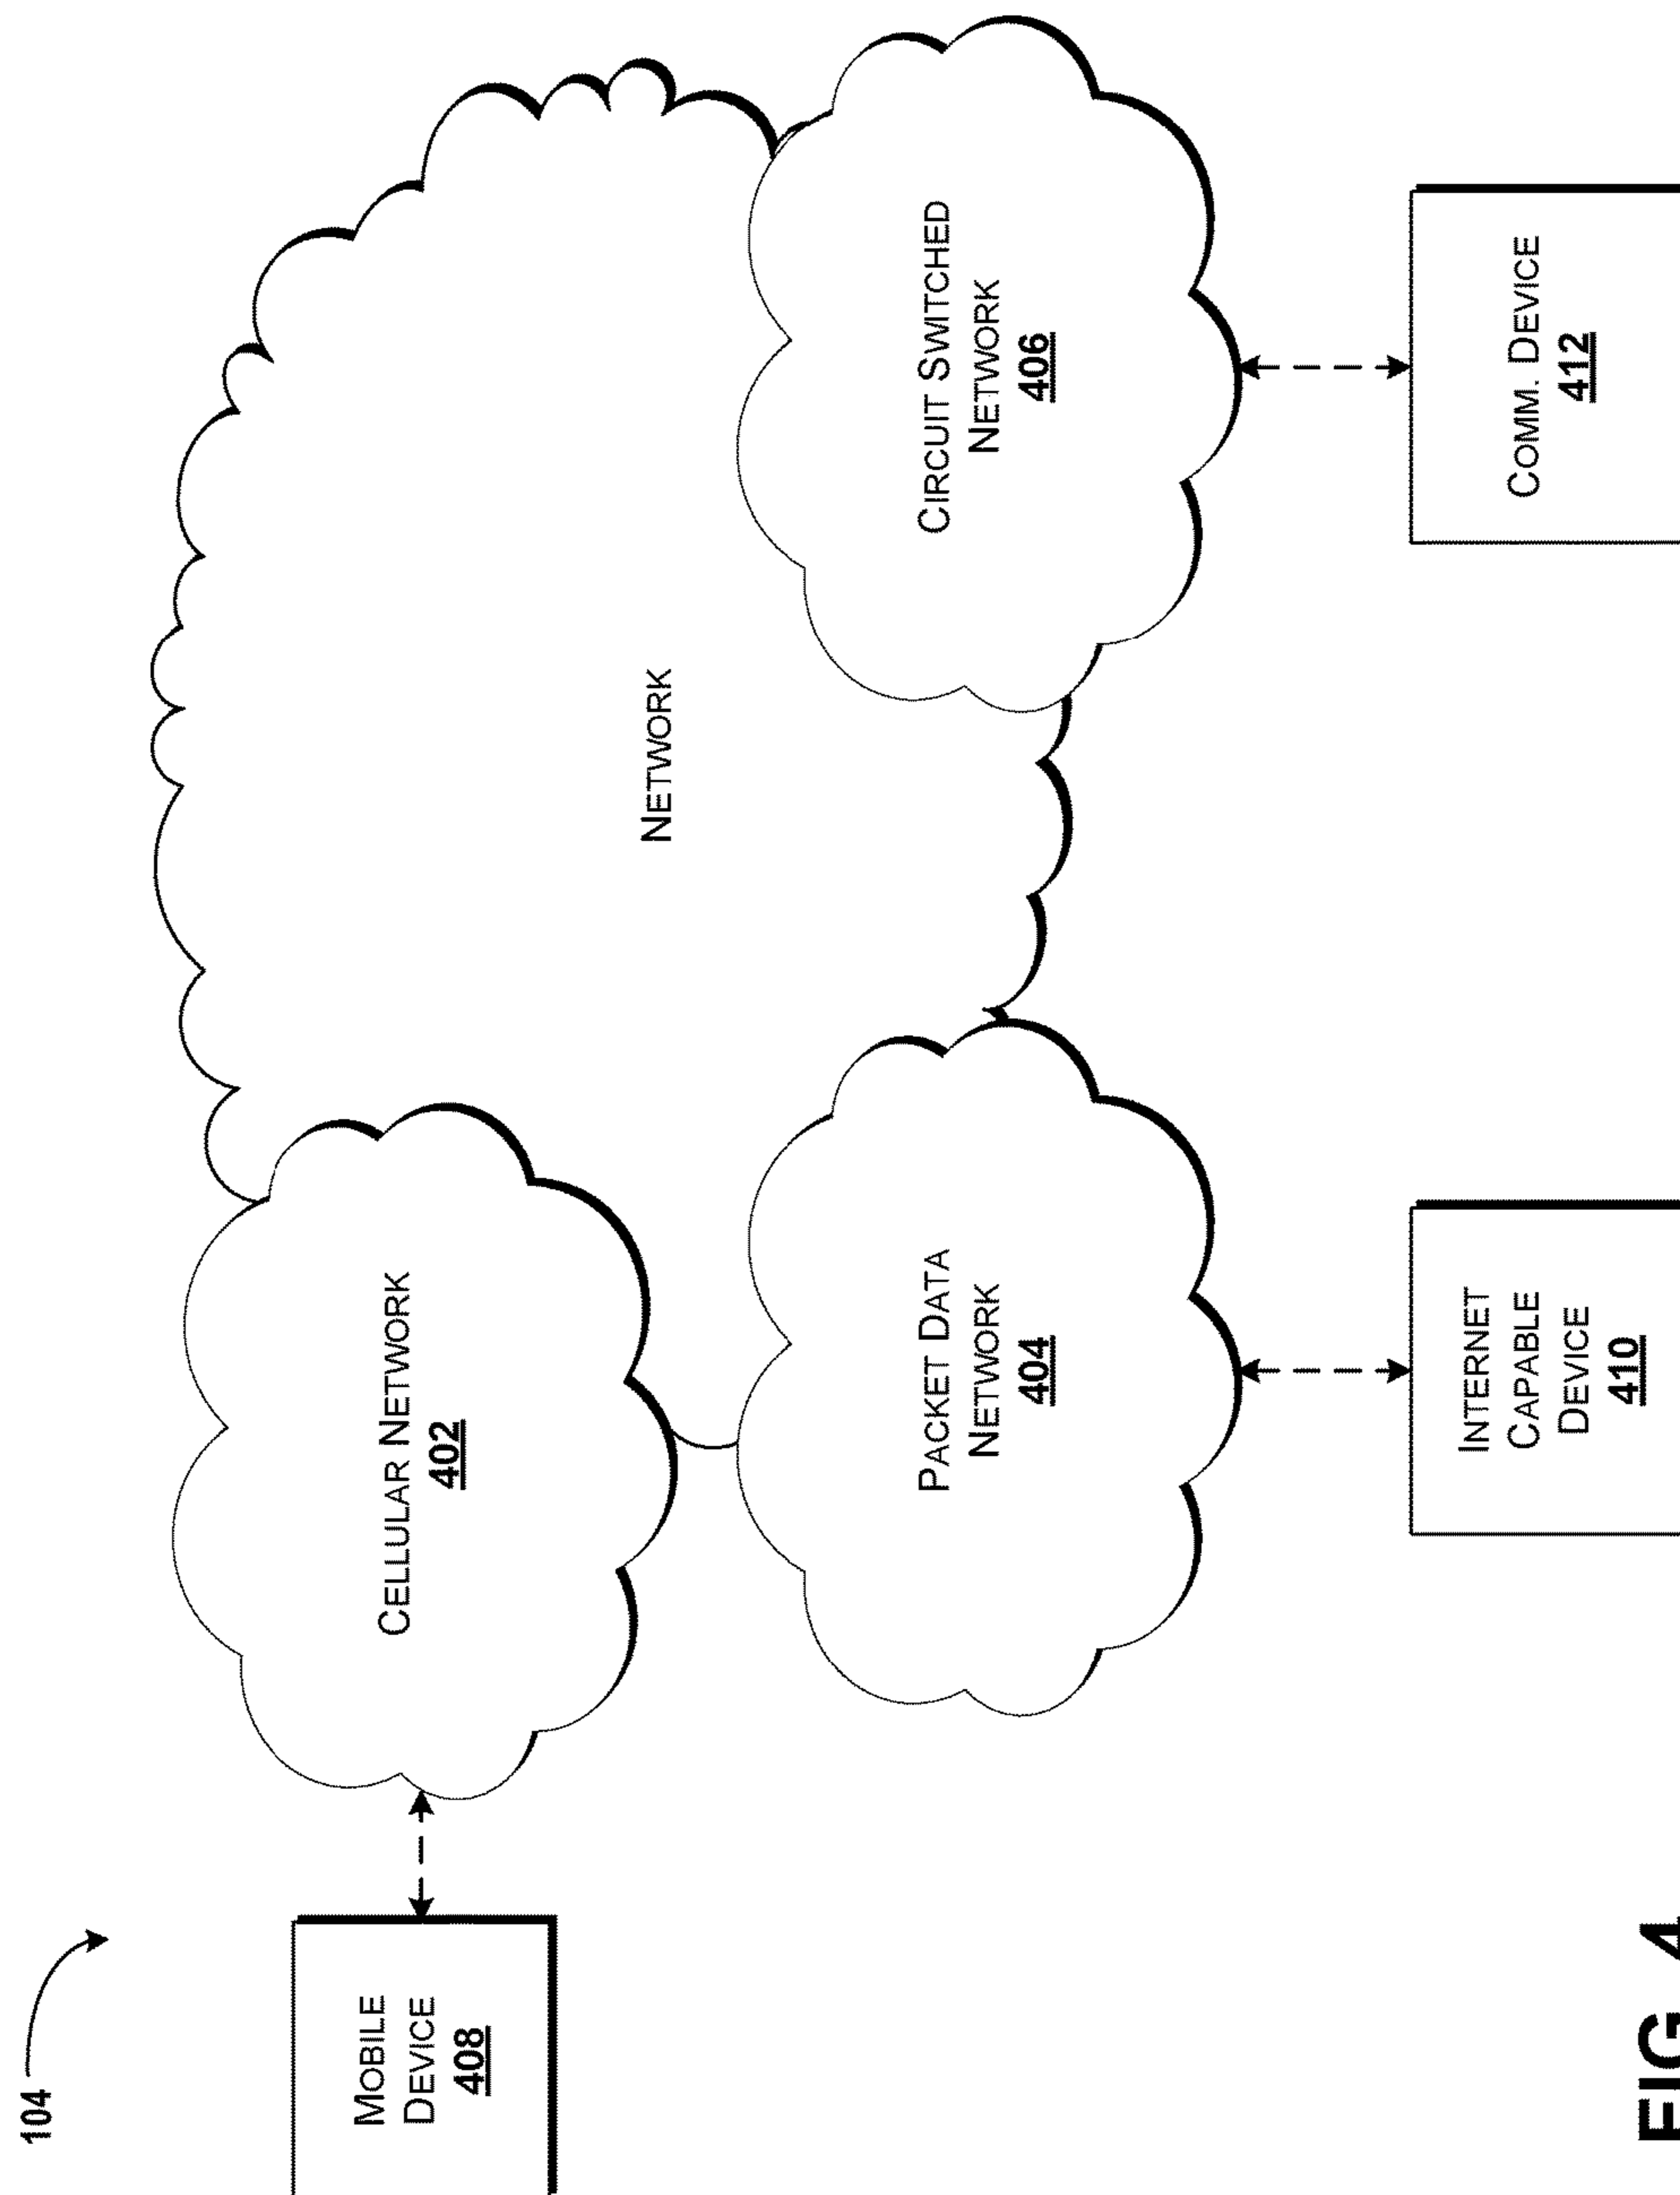 104
MOBILE
DEVICE
408
CELLULAR NETWORK
402
NETWORK
PACKET DATA
NETWORK
404
CIRCUIT SWITCHED
NETWORK
406
INTERNET
CAPABLE
DEVICE
410
COMM. DEVICE
412
FIG. 4